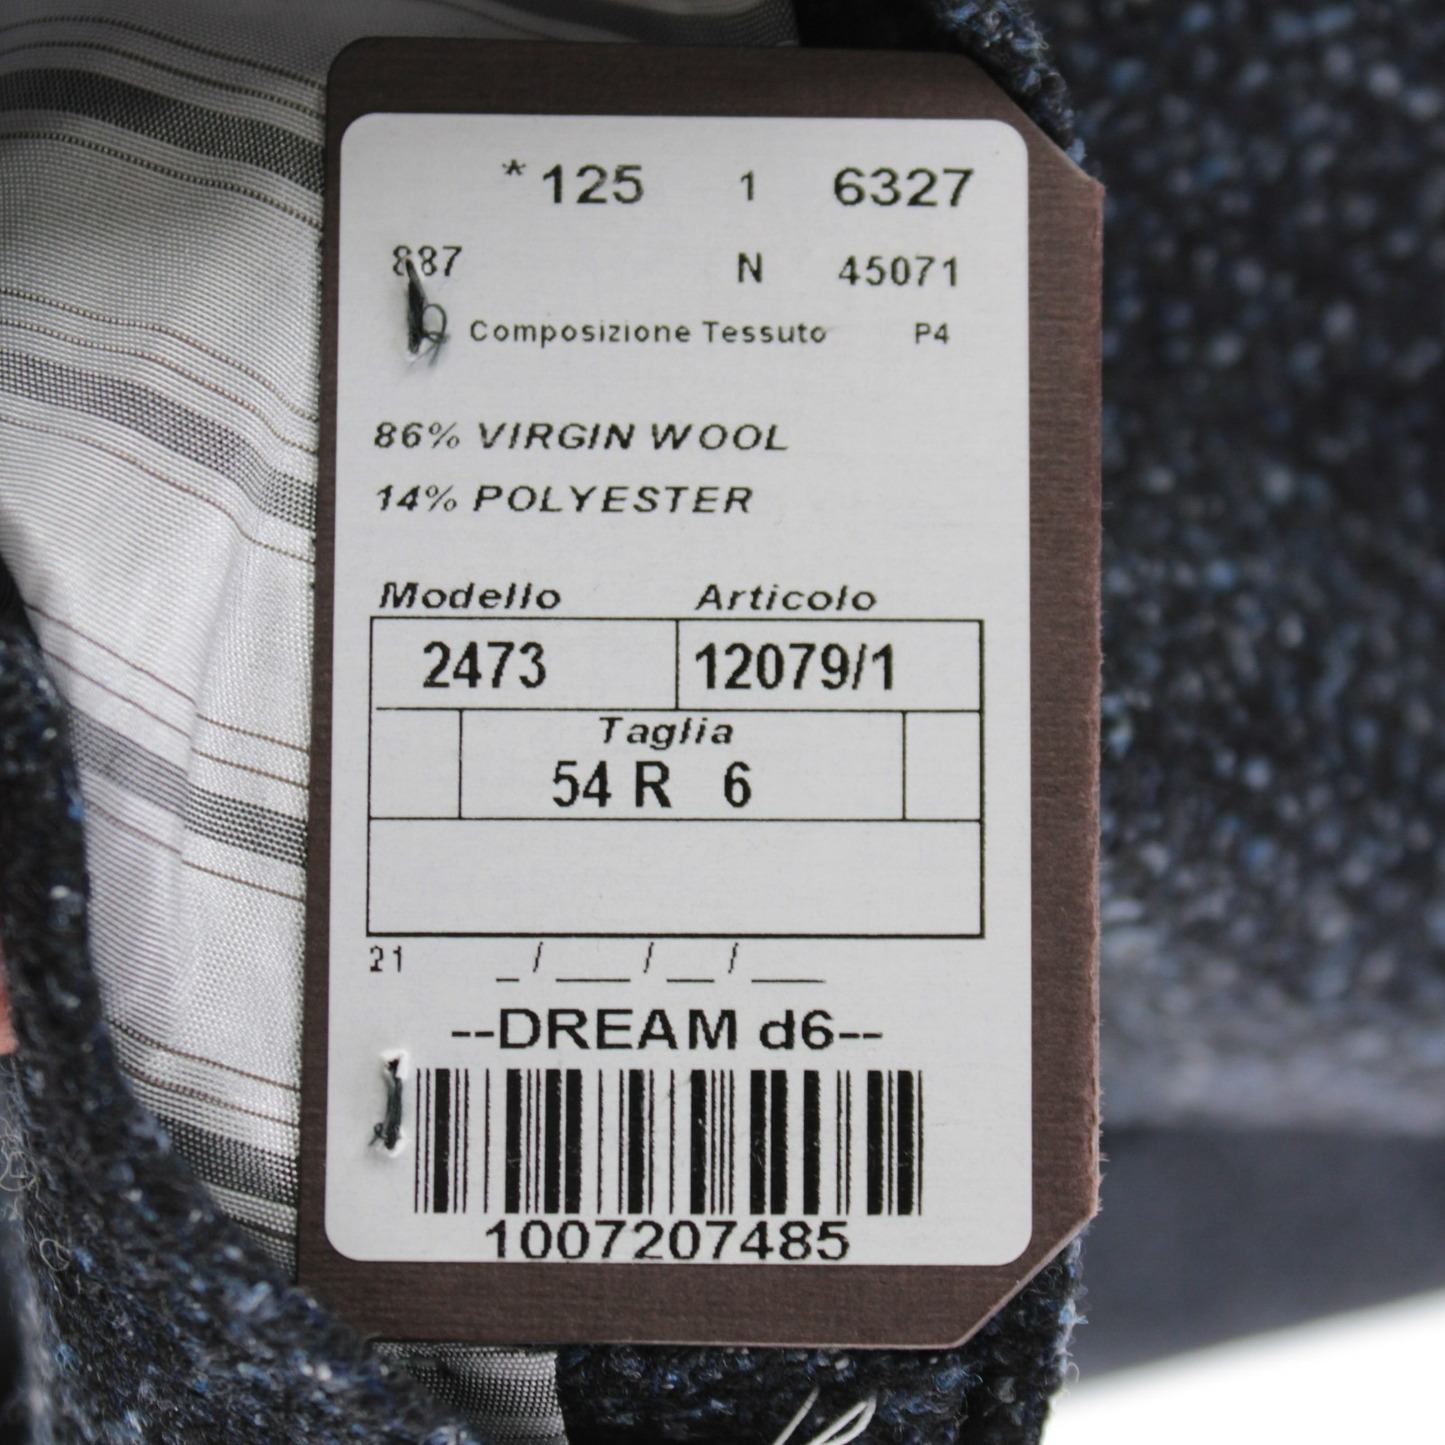 * 125 1 6327
887 N 45071
Composizione Tessuto P4
86% VIRGIN WOOL
14% POLYESTER
Modello Articolo
2473 12079/1
Taglia
54 R 6
21 _/___/__/___
--DREAM d6--
1007207485